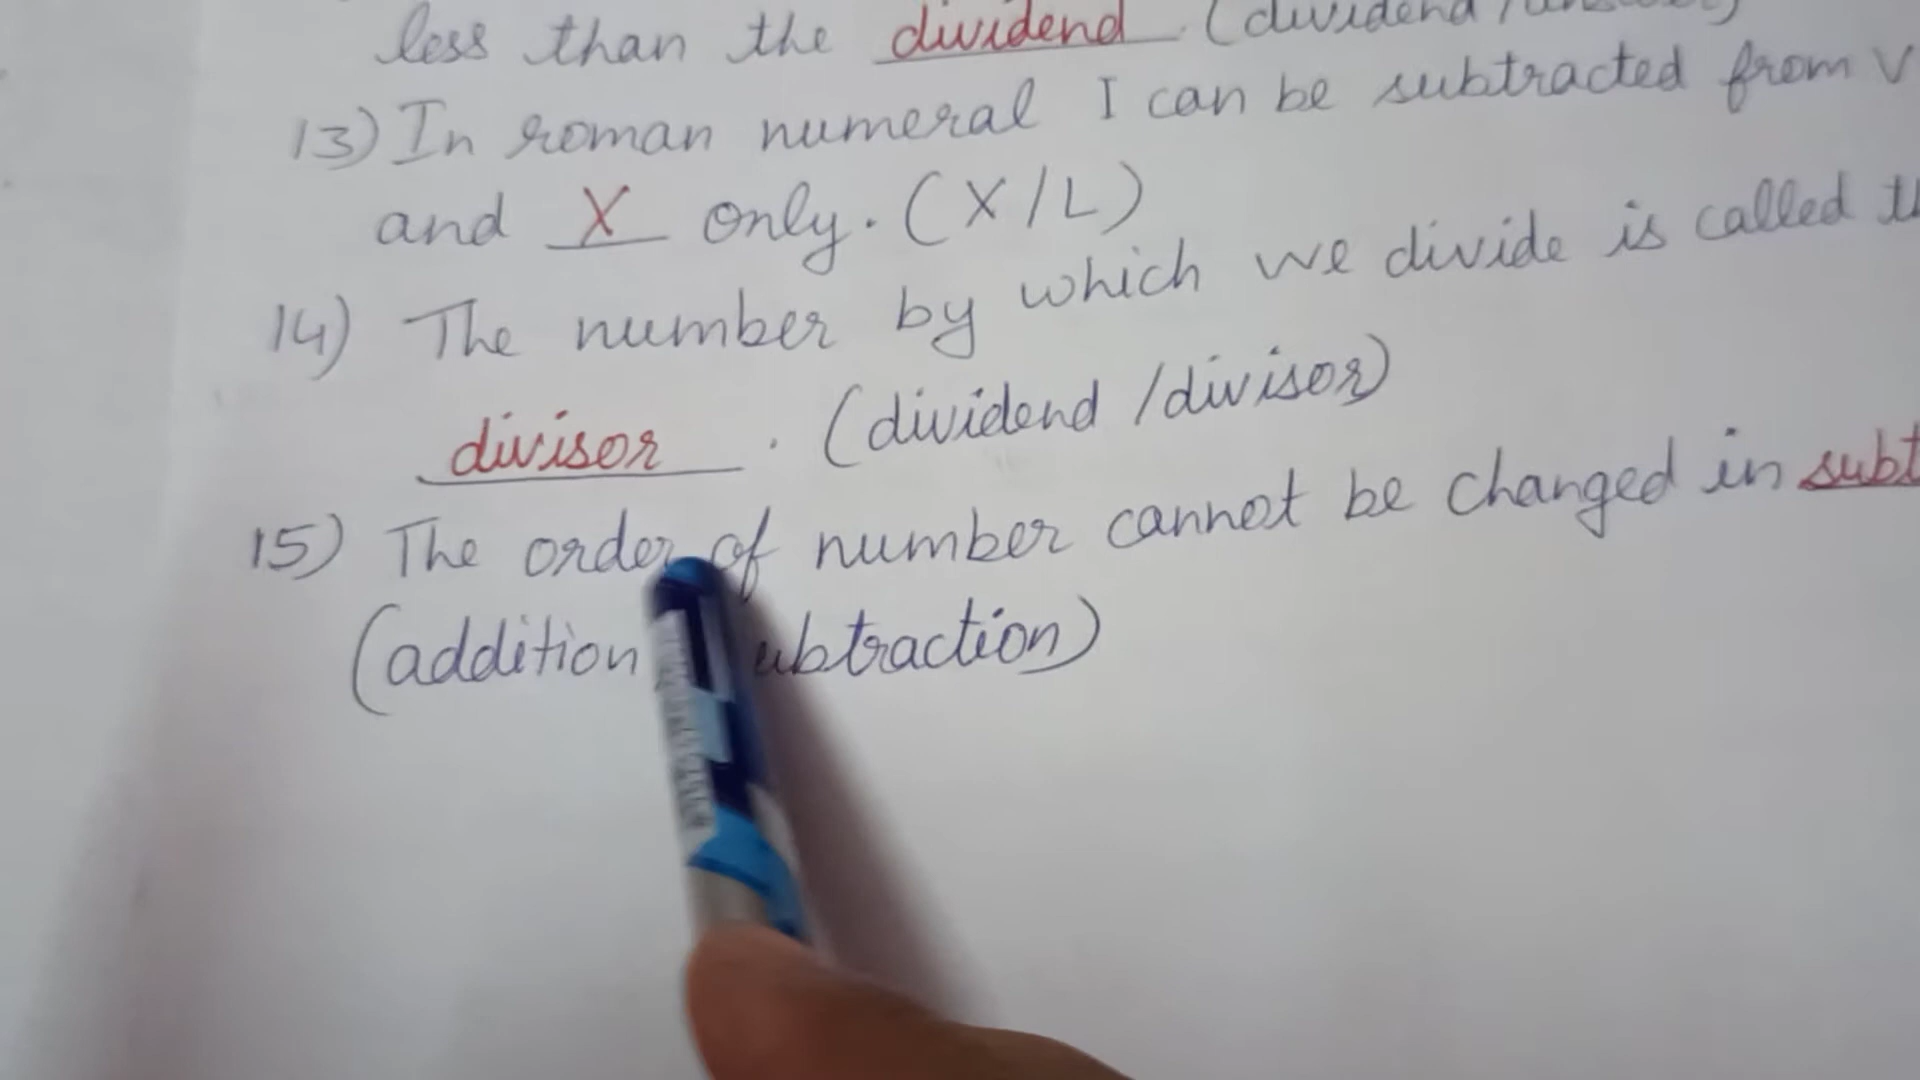 less than the dividend. (dividend /
13) In roman numeral I can be subtracted from V
and X only. (X/L)
14) The number by which we divide is called
divisor. (dividend /divisor)
15) The order of number cannot be changed in subt
(addition ubtraction)